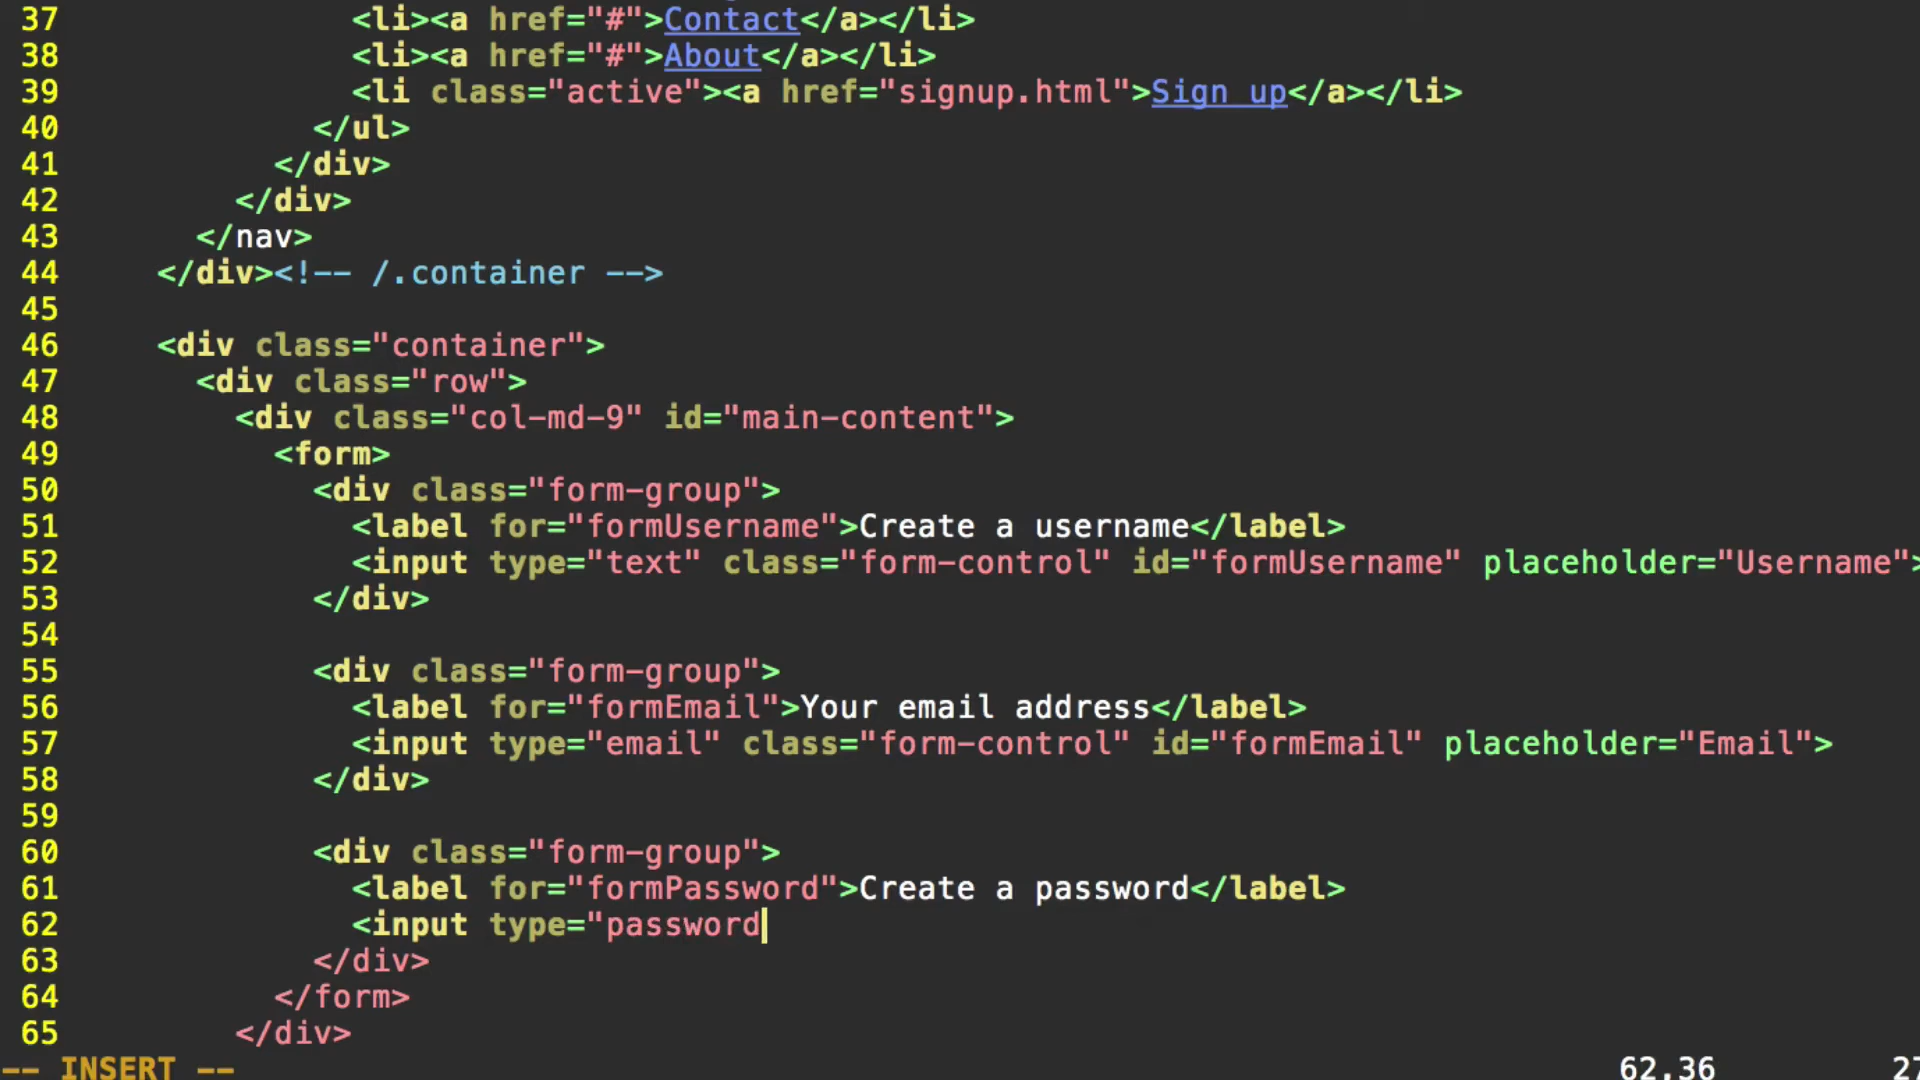 37 <li><a href="#">Contact</a></li>
38 <li><a href="#">About</a></li>
39 <li class="active"><a href="signup.html">Sign up</a></li>
40 </ul>
41 </div>
42 </div>
43 </nav>
44 </div><!-- /.container -->
45
46 <div class="container">
47 <div class="row">
48 <div class="col-md-9" id="main-content">
49 <form>
50 <div class="form-group">
51 <label for="formUsername">Create a username</label>
52 <input type="text" class="form-control" id="formUsername" placeholder="Username">
53 </div>
54
55 <div class="form-group">
56 <label for="formEmail">Your email address</label>
57 <input type="email" class="form-control" id="formEmail" placeholder="Email">
58 </div>
59
60 <div class="form-group">
61 <label for="formPassword">Create a password</label>
62 <input type="password
63 </div>
64 </form>
65 </div>
-- INSERT -- 62,36 27